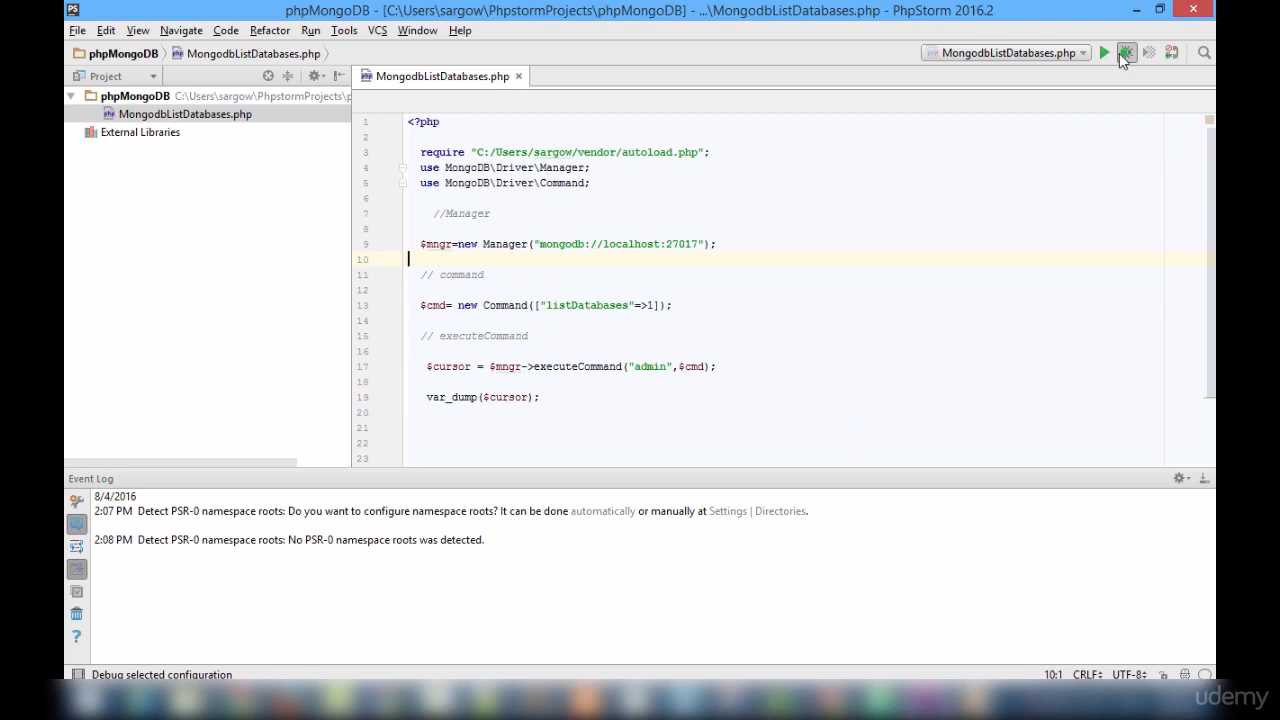 PS phpMongoDB - [C:\Users\sargow\PhpstormProjects\phpMongoDB] - ...\MongodbListDatabases.php - PhpStorm 2016.2
File Edit View Navigate Code Refactor Run Tools VCS Window Help
phpMongoDB MongodbListDatabases.php MongodbListDatabases.php
Project MongodbListDatabases.php
phpMongoDB C:\Users\sargow\PhpstormProjects\p
MongodbListDatabases.php
External Libraries
1 <?php
2
3 require "C:/Users/sargow/vendor/autoload.php";
4 use MongoDB\Driver\Manager;
5 use MongoDB\Driver\Command;
6
7 //Manager
8
9 $mngr=new Manager("mongodb://localhost:27017");
10
11 // command
12
13 $cmd= new Command(["listDatabases"=>1]);
14
15 // executeCommand
16
17 $cursor = $mngr->executeCommand("admin",$cmd);
18
19 var_dump($cursor);
20
21
22
23
Event Log
8/4/2016
2:07 PM Detect PSR-0 namespace roots: Do you want to configure namespace roots? It can be done automatically or manually at Settings | Directories.
2:08 PM Detect PSR-0 namespace roots: No PSR-0 namespace roots was detected.
Debug selected configuration 10:1 CRLF UTF-8
udemy